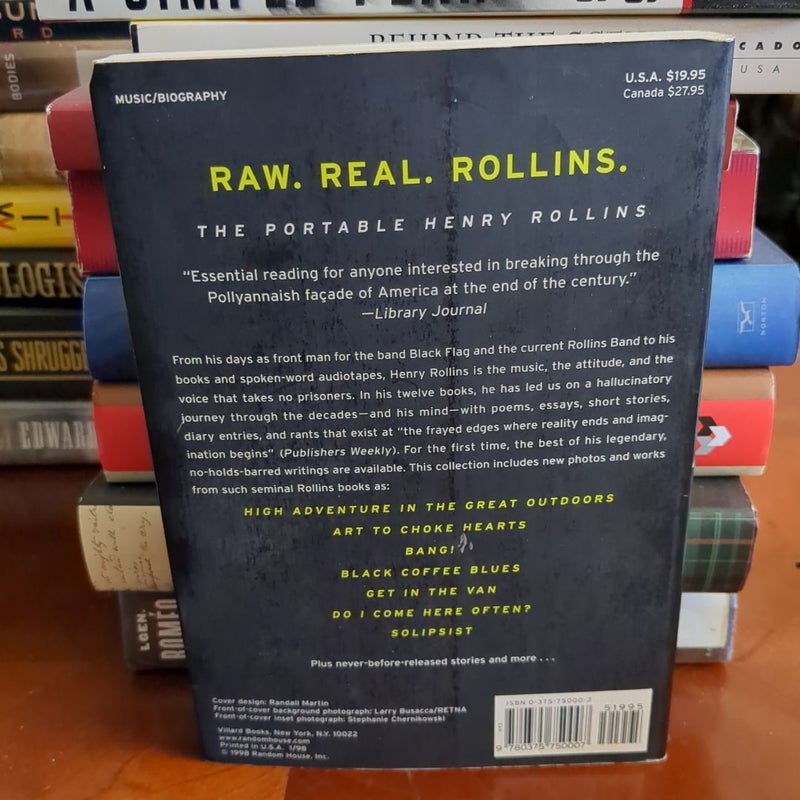 BEHIND THE
CADO
USA
BODIES
LOGIS
S SHRUGG
EDWAR
NORTON
LGEN.
ROMEO
MUSIC/BIOGRAPHY
U.S.A. $19.95
Canada $27.95
RAW. REAL. ROLLINS.
THE PORTABLE HENRY ROLLINS
“Essential reading for anyone interested in breaking through the
Pollyannaish façade of America at the end of the century.”
—Library Journal
From his days as front man for the band Black Flag and the current Rollins Band to his
books and spoken-word audiotapes, Henry Rollins is the music, the attitude, and the
voice that takes no prisoners. In his twelve books, he has led us on a hallucinatory
journey through the decades—and his mind—with poems, essays, short stories,
diary entries, and rants that exist at “the frayed edges where reality ends and imag-
ination begins” (Publishers Weekly). For the first time, the best of his legendary,
no-holds-barred writings are available. This collection includes new photos and works
from such seminal Rollins books as:
HIGH ADVENTURE IN THE GREAT OUTDOORS
ART TO CHOKE HEARTS
BANG!
BLACK COFFEE BLUES
GET IN THE VAN
DO I COME HERE OFTEN?
SOLIPSIST
Plus never-before-released stories and more . . .
Cover design: Randall Martin
Front-of-cover background photograph: Larry Busacca/RETNA
Front-of-cover inset photograph: Stephanie Chernikowski
Villard Books, New York, N.Y. 10022
www.randomhouse.com
Printed in U.S.A. 1/98
© 1998 Random House, Inc.
ISBN 0-375-75000-2
51995
9 780375 750007